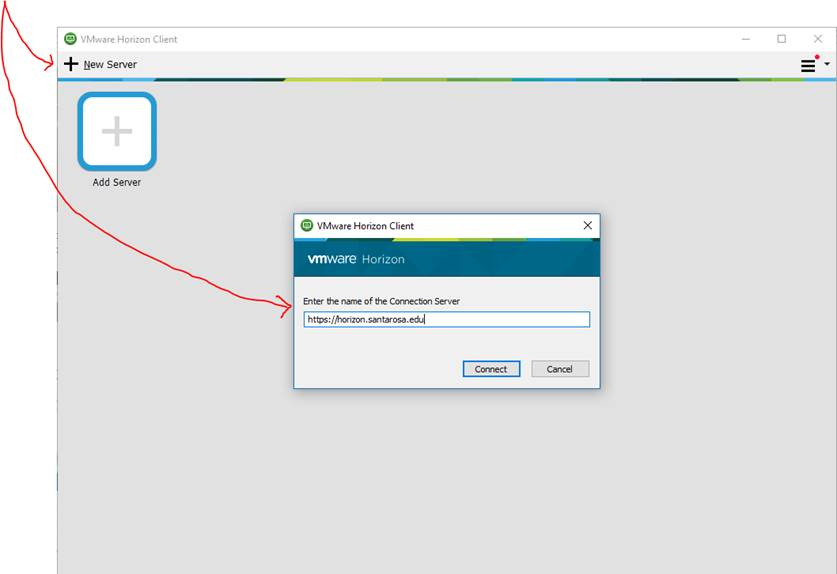 VMware Horizon Client
New Server
Add Server
VMware Horizon Client
vmware Horizon
Enter the name of the Connection Server
https://horizon.santarosa.edu
Connect Cancel